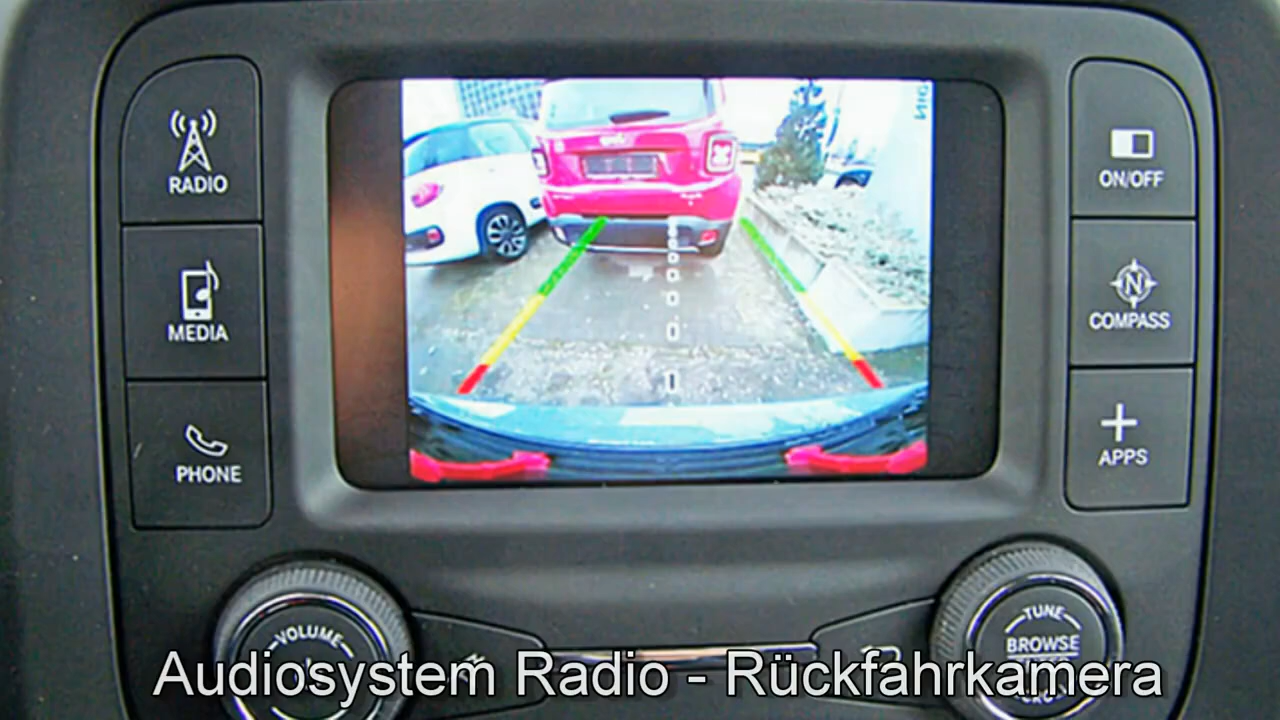 RADIO
MEDIA
PHONE
ON/OFF
N
COMPASS
APPS
VOLUME
TUNE
BROWSE
Audiosystem Radio - Rückfahrkamera